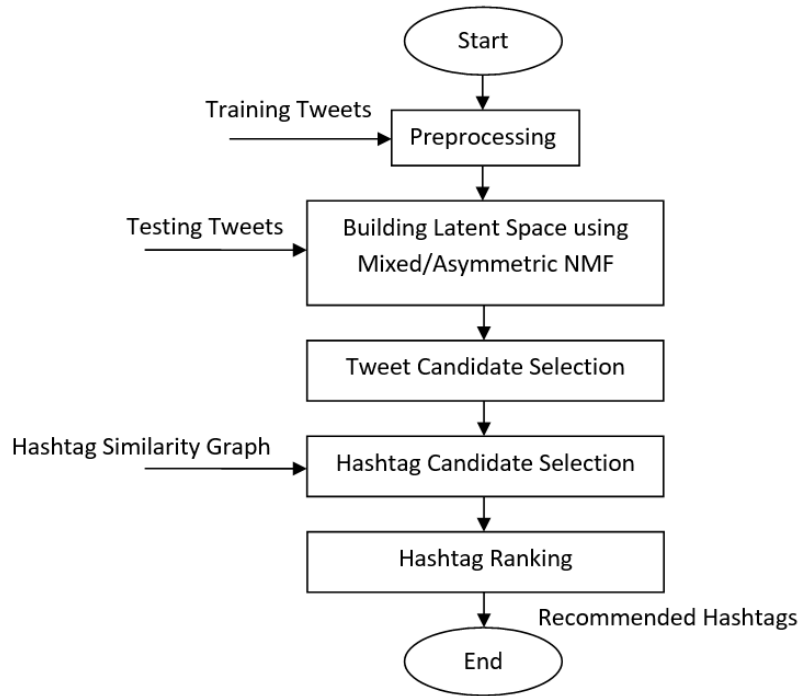 Start
Training Tweets
Preprocessing
Testing Tweets
Building Latent Space using
Mixed/Asymmetric NMF
Tweet Candidate Selection
Hashtag Similarity Graph
Hashtag Candidate Selection
Hashtag Ranking
Recommended Hashtags
End